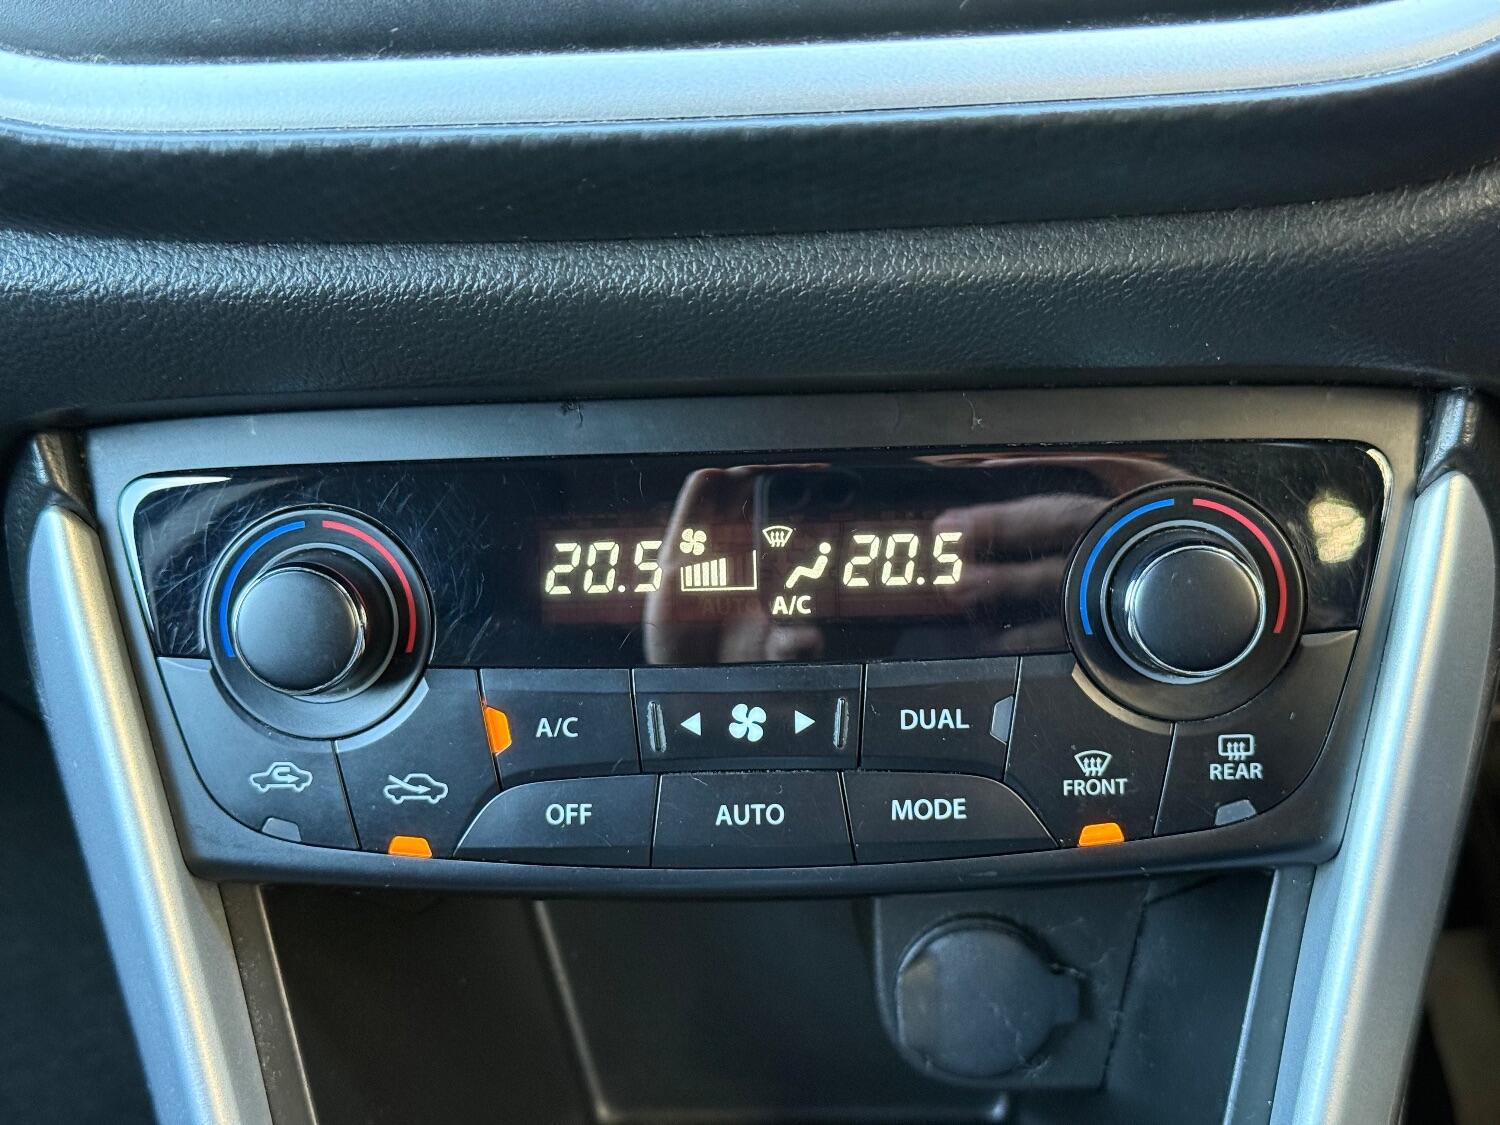 20.5 20.5
AUTO A/C
A/C DUAL
FRONT REAR
OFF AUTO MODE